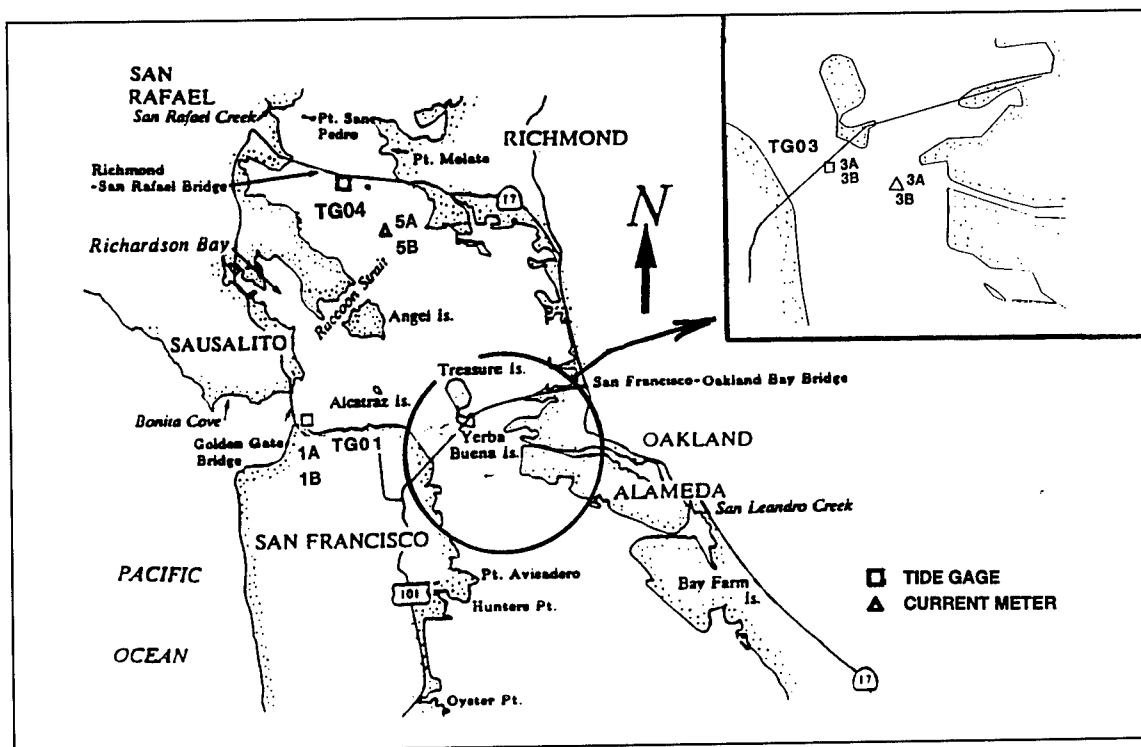 SAN
RAFAEL
San Rafael Creek
Pt. San
Pedro
RICHMOND
Pt. Molate
Richmond
-San Rafael Bridge
17
TG04
5A
5B
N
Richardson Bay
Raccoon Strait
Angel Is.
SAUSALITO
Treasure Is.
San Francisco-Oakland Bay Bridge
Alcatraz Is.
Bonita Cove
Golden Gate
Bridge
TG01
1A
1B
Yerba
Buena Is.
OAKLAND
ALAMEDA
San Leandro Creek
SAN FRANCISCO
PACIFIC
OCEAN
Pt. Avisadero
101
Hunters Pt.
Bay Farm
Is.
Oyster Pt.
17
TIDE GAGE
CURRENT METER
TG03
3A
3B
3A
3B